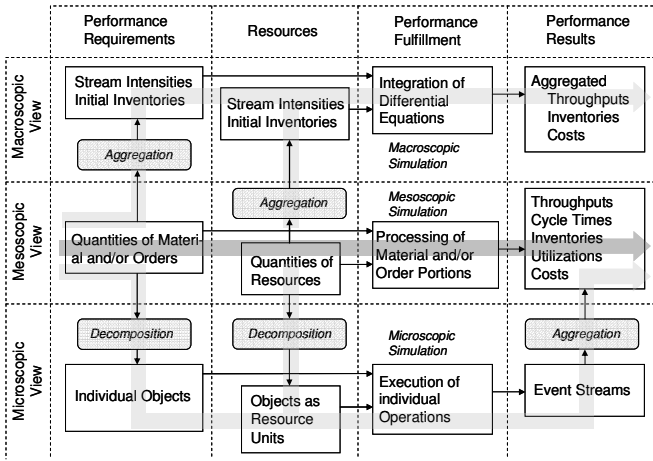 Performance
Requirements
Resources
Performance
Fulfillment
Performance
Results
Macroscopic
View
Stream Intensities
Initial Inventories
Aggregation
Stream Intensities
Initial Inventories
Integration of
Differential
Equations
Macroscopic
Simulation
Aggregated
Throughputs
Inventories
Costs
Mesoscopic
View
Quantities of Materi-
al and/or Orders
Aggregation
Quantities of
Resources
Mesoscopic
Simulation
Processing of
Material and/or
Order Portions
Throughputs
Cycle Times
Inventories
Utilizations
Costs
Microscopic
View
Decomposition
Individual Objects
Decomposition
Objects as
Resource
Units
Microscopic
Simulation
Execution of
individual
Operations
Aggregation
Event Streams